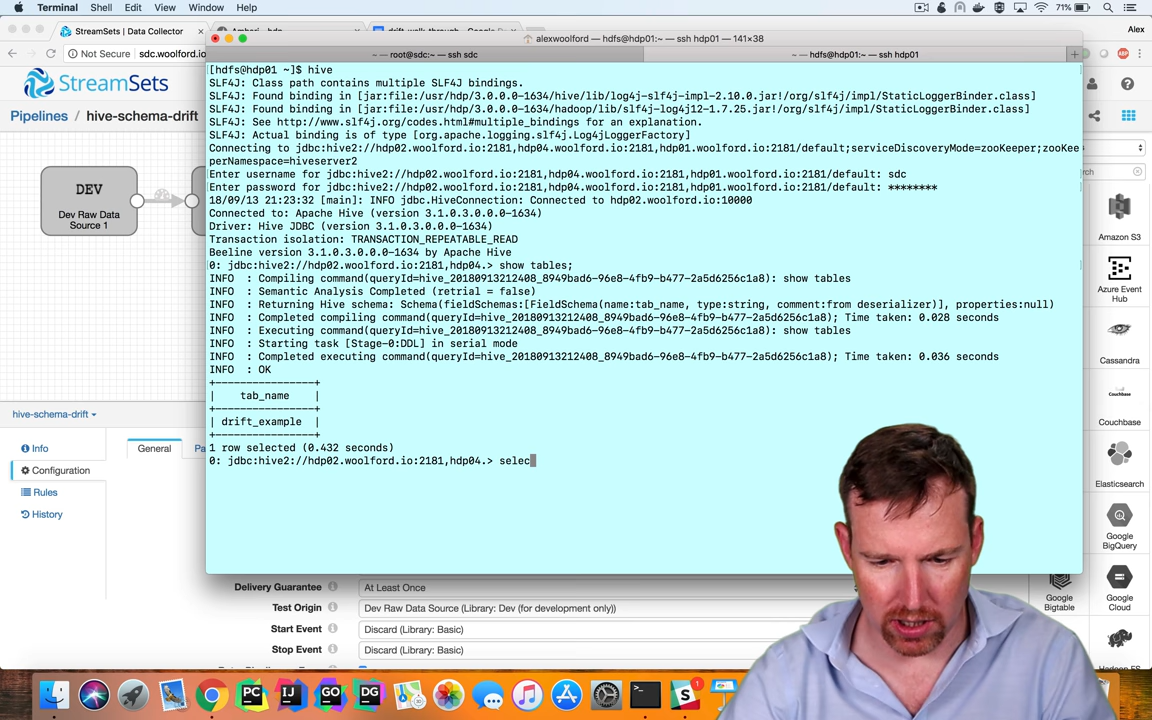 Terminal Shell Edit View Window Help
71%
StreamSets | Data Collector
Alex
Not Secure sdc.woolford.io
alexwoolford — hdfs@hdp01:~ — ssh hdp01 — 141×38
~ — root@sdc:~ — ssh sdc
~ — hdfs@hdp01:~ — ssh hdp01
StreamSets
Pipelines / hive-schema-drift
DEV
Dev Raw Data
Source 1
[hdfs@hdp01 ~]$ hive
SLF4J: Class path contains multiple SLF4J bindings.
SLF4J: Found binding in [jar:file:/usr/hdp/3.0.0.0-1634/hive/lib/log4j-slf4j-impl-2.10.0.jar!/org/slf4j/impl/StaticLoggerBinder.class]
SLF4J: Found binding in [jar:file:/usr/hdp/3.0.0.0-1634/hadoop/lib/slf4j-log4j12-1.7.25.jar!/org/slf4j/impl/StaticLoggerBinder.class]
SLF4J: See http://www.slf4j.org/codes.html#multiple_bindings for an explanation.
SLF4J: Actual binding is of type [org.apache.logging.slf4j.Log4jLoggerFactory]
Connecting to jdbc:hive2://hdp02.woolford.io:2181,hdp04.woolford.io:2181,hdp01.woolford.io:2181/default;serviceDiscoveryMode=zooKeeper;zooKee
perNamespace=hiveserver2
Enter username for jdbc:hive2://hdp02.woolford.io:2181,hdp04.woolford.io:2181,hdp01.woolford.io:2181/default: sdc
Enter password for jdbc:hive2://hdp02.woolford.io:2181,hdp04.woolford.io:2181,hdp01.woolford.io:2181/default: ********
18/09/13 21:23:32 [main]: INFO jdbc.HiveConnection: Connected to hdp02.woolford.io:10000
Connected to: Apache Hive (version 3.1.0.3.0.0.0-1634)
Driver: Hive JDBC (version 3.1.0.3.0.0.0-1634)
Transaction isolation: TRANSACTION_REPEATABLE_READ
Beeline version 3.1.0.3.0.0.0-1634 by Apache Hive
0: jdbc:hive2://hdp02.woolford.io:2181,hdp04.> show tables;
INFO : Compiling command(queryId=hive_20180913212408_8949bad6-96e8-4fb9-b477-2a5d6256c1a8): show tables
INFO : Semantic Analysis Completed (retrial = false)
INFO : Returning Hive schema: Schema(fieldSchemas:[FieldSchema(name:tab_name, type:string, comment:from deserializer)], properties:null)
INFO : Completed compiling command(queryId=hive_20180913212408_8949bad6-96e8-4fb9-b477-2a5d6256c1a8); Time taken: 0.028 seconds
INFO : Executing command(queryId=hive_20180913212408_8949bad6-96e8-4fb9-b477-2a5d6256c1a8): show tables
INFO : Starting task [Stage-0:DDL] in serial mode
INFO : Completed executing command(queryId=hive_20180913212408_8949bad6-96e8-4fb9-b477-2a5d6256c1a8); Time taken: 0.036 seconds
INFO : OK
+----------------+
| tab_name |
+----------------+
| drift_example |
+----------------+
1 row selected (0.432 seconds)
0: jdbc:hive2://hdp02.woolford.io:2181,hdp04.> selec
Amazon S3
Azure Event
Hub
Cassandra
Couchbase
Couchbase
Elasticsearch
Google
BigQuery
Google
Bigtable
Google
Cloud
hive-schema-drift
Info
Configuration
Rules
History
General
Delivery Guarantee At Least Once
Test Origin Dev Raw Data Source (Library: Dev (for development only))
Start Event Discard (Library: Basic)
Stop Event Discard (Library: Basic)
PC
IJ
GO
DG
1